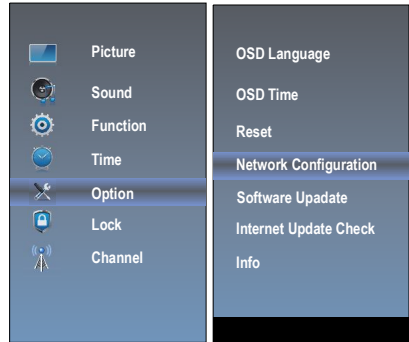 Picture
Sound
Function
Time
Option
Lock
Channel
OSD Language
OSD Time
Reset
Network Configuration
Software Upadate
Internet Update Check
Info